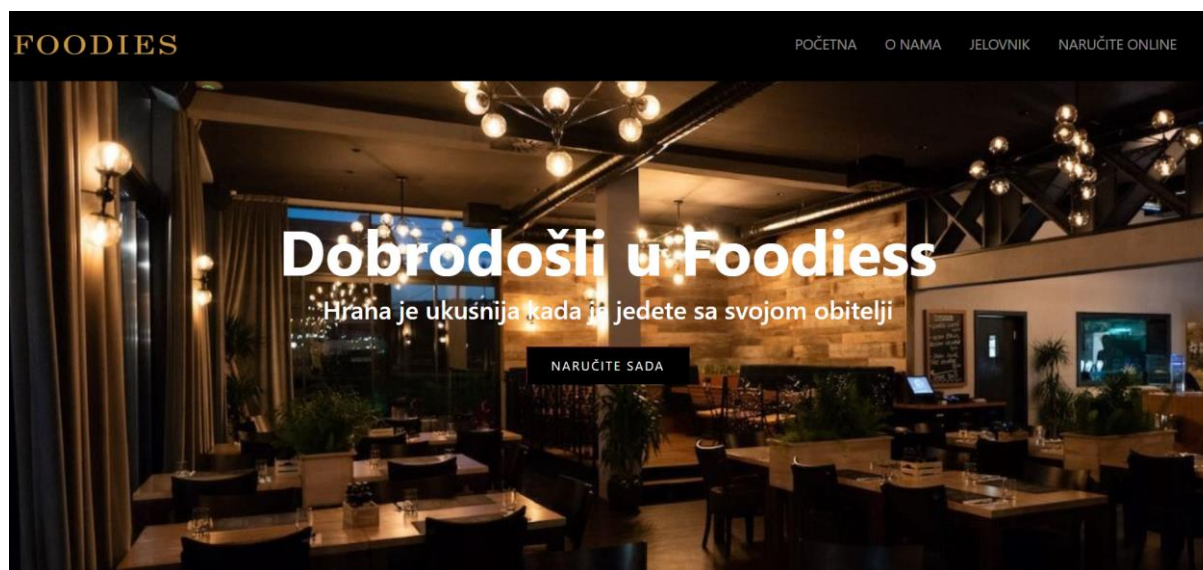 FOODIES
POČETNA O NAMA JELOVNIK NARUČITE ONLINE
Dobrodošli u Foodiess
Hrana je ukusnija kada je jedete sa svojom obitelji
NARUČITE SADA